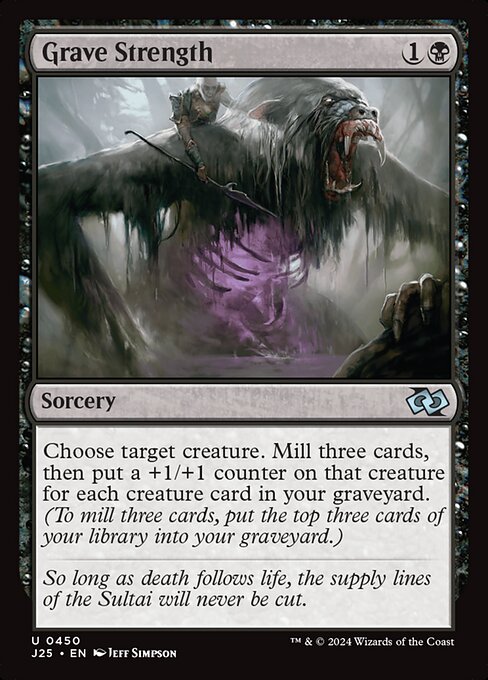 Grave Strength 1
Sorcery
Choose target creature. Mill three cards,
then put a +1/+1 counter on that creature
for each creature card in your graveyard.
(To mill three cards, put the top three cards of
your library into your graveyard.)
So long as death follows life, the supply lines
of the Sultai will never be cut.
U 0450
J25 • EN Jeff Simpson
™ & © 2024 Wizards of the Coast